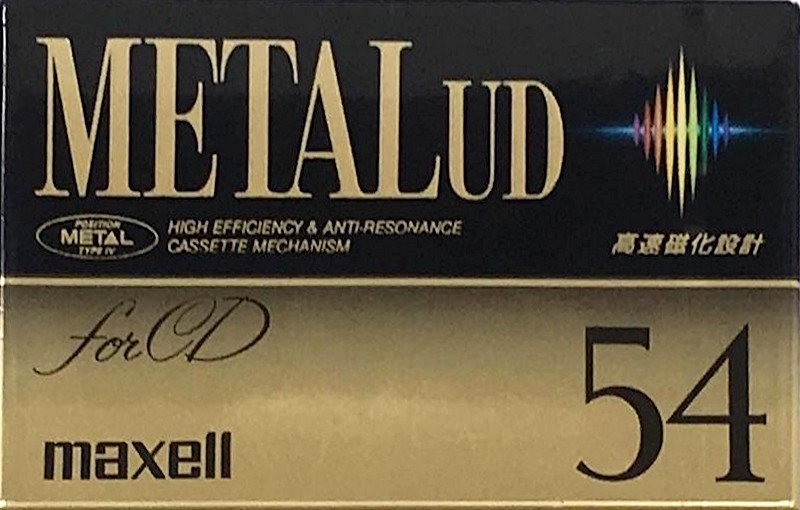 METAL UD
POSITION
METAL
TYPE IV
HIGH EFFICIENCY & ANTI-RESONANCE
CASSETTE MECHANISM
高速磁化設計
for CD
54
maxell